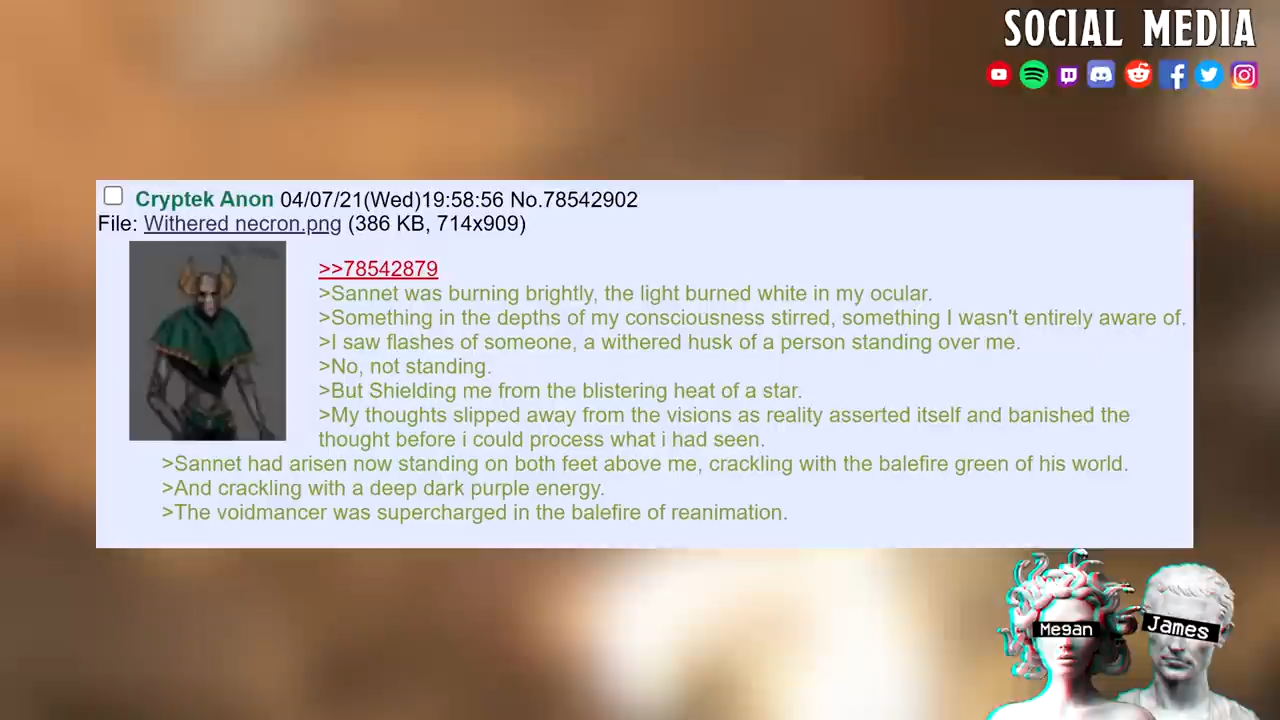 SOCIAL MEDIA
Cryptek Anon 04/07/21(Wed)19:58:56 No.78542902
File: Withered necron.png (386 KB, 714x909)
>>78542879
>Sannet was burning brightly, the light burned white in my ocular.
>Something in the depths of my consciousness stirred, something I wasn't entirely aware of.
>I saw flashes of someone, a withered husk of a person standing over me.
>No, not standing.
>But Shielding me from the blistering heat of a star.
>My thoughts slipped away from the visions as reality asserted itself and banished the
thought before i could process what i had seen.
>Sannet had arisen now standing on both feet above me, crackling with the balefire green of his world.
>And crackling with a deep dark purple energy.
>The voidmancer was supercharged in the balefire of reanimation.
Megan
James